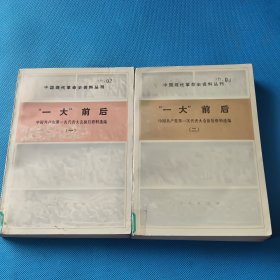 中国现代革命史资料丛刊
“一大”前后
中国共产党第一次代表大会前后资料选编
(一)
中国现代革命史资料丛刊
“一大”前后
中国共产党第一次代表大会前后资料选编
(二)